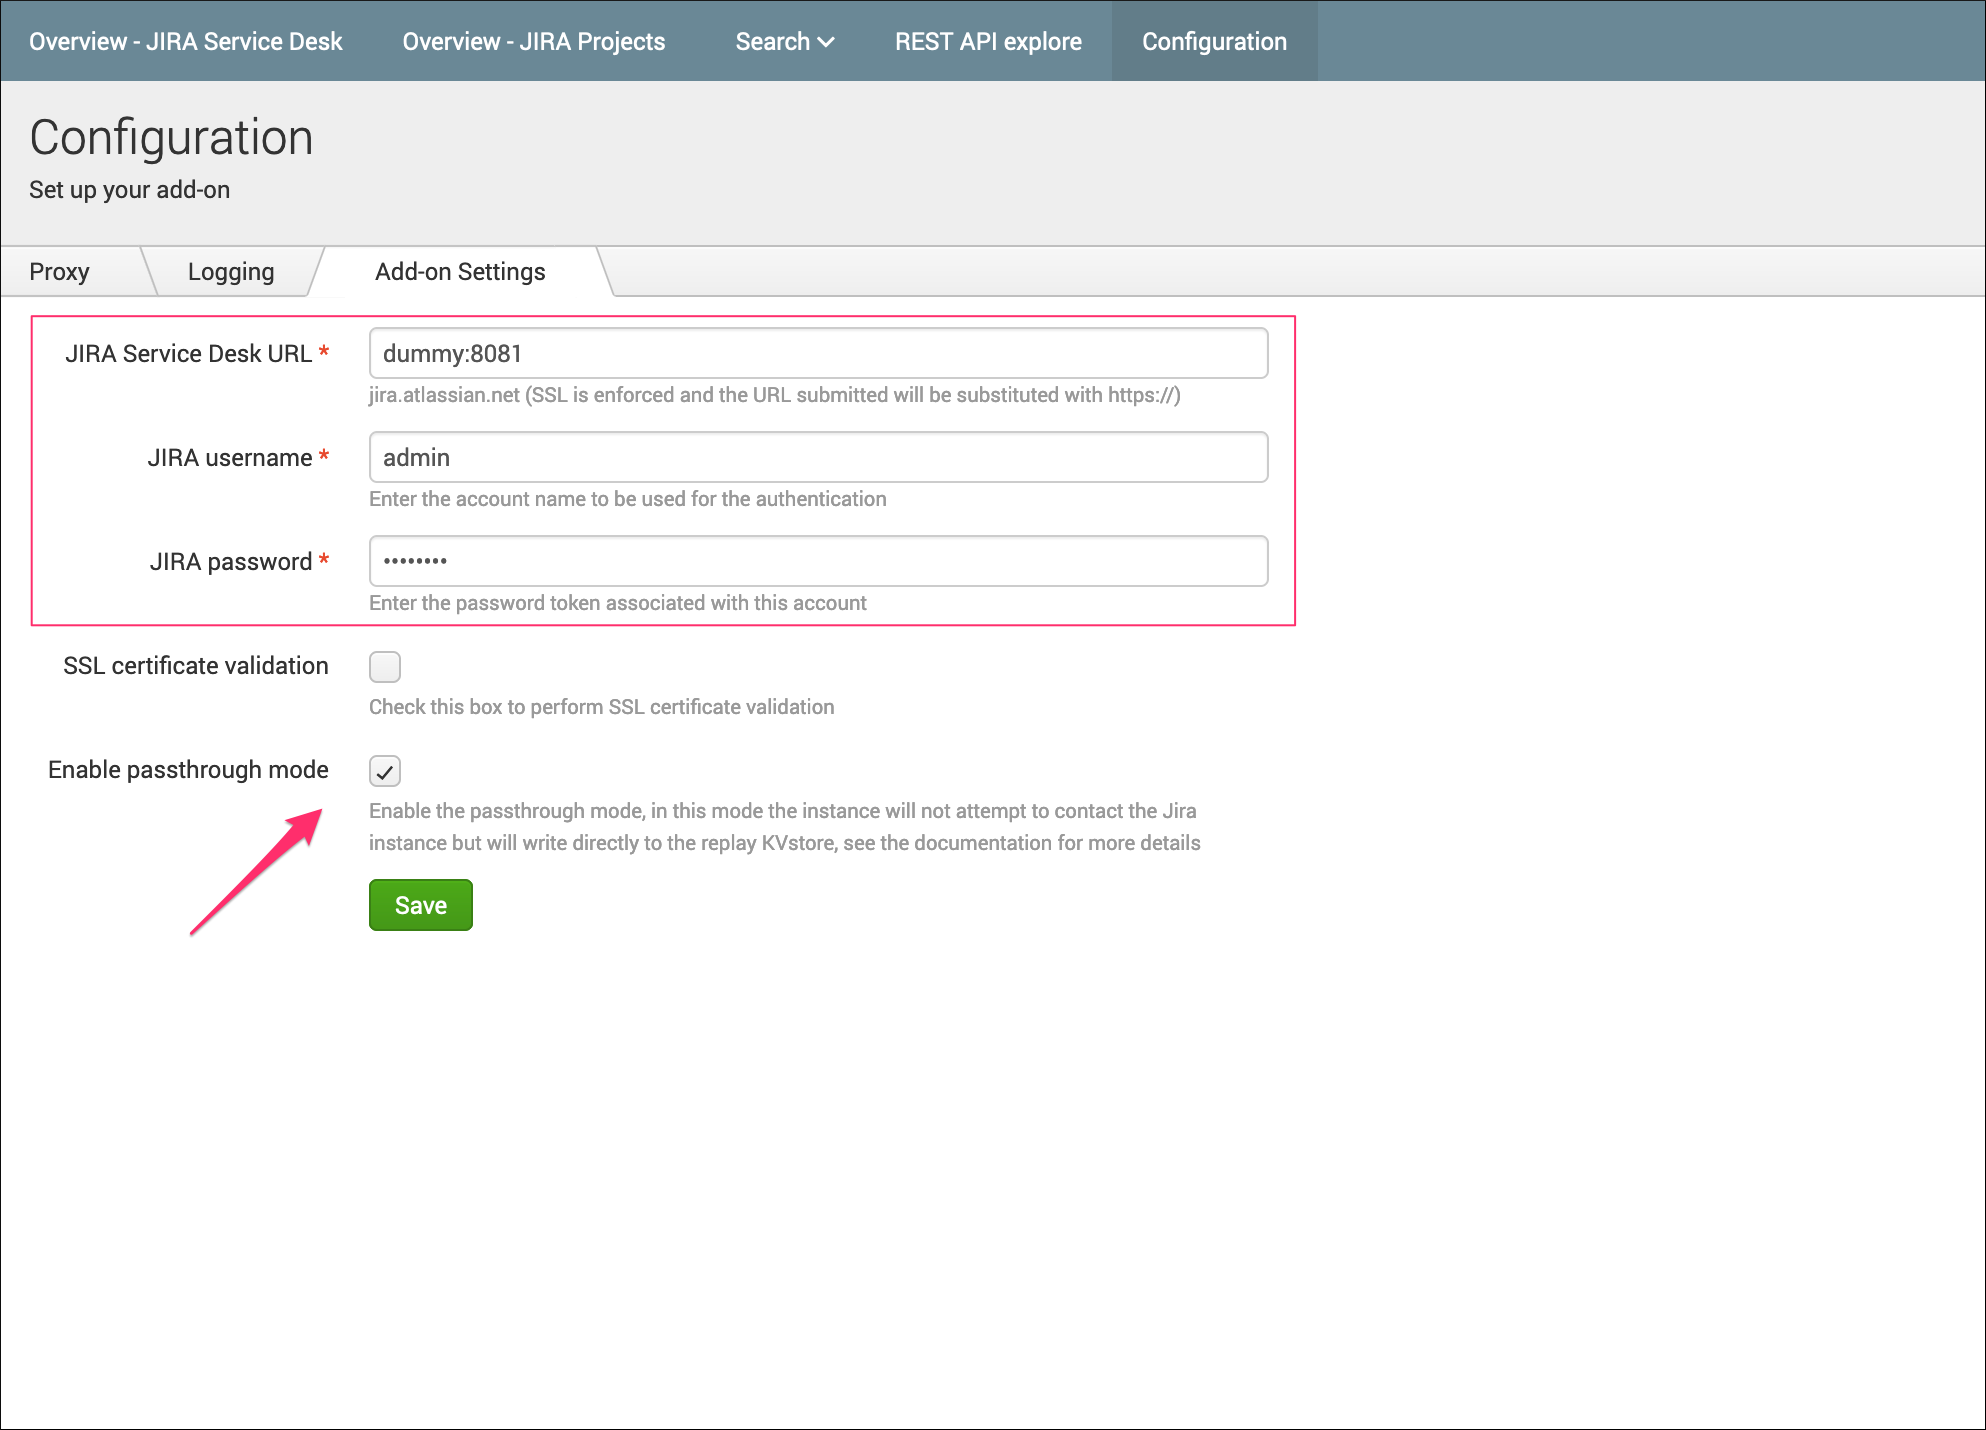 Overview - JIRA Service Desk Overview - JIRA Projects Search REST API explore Configuration
Configuration
Set up your add-on
Proxy Logging Add-on Settings
JIRA Service Desk URL * dummy:8081
jira.atlassian.net (SSL is enforced and the URL submitted will be substituted with https://)
JIRA username * admin
Enter the account name to be used for the authentication
JIRA password * ••••••••
Enter the password token associated with this account
SSL certificate validation
Check this box to perform SSL certificate validation
Enable passthrough mode
Enable the passthrough mode, in this mode the instance will not attempt to contact the Jira
instance but will write directly to the replay KVstore, see the documentation for more details
Save